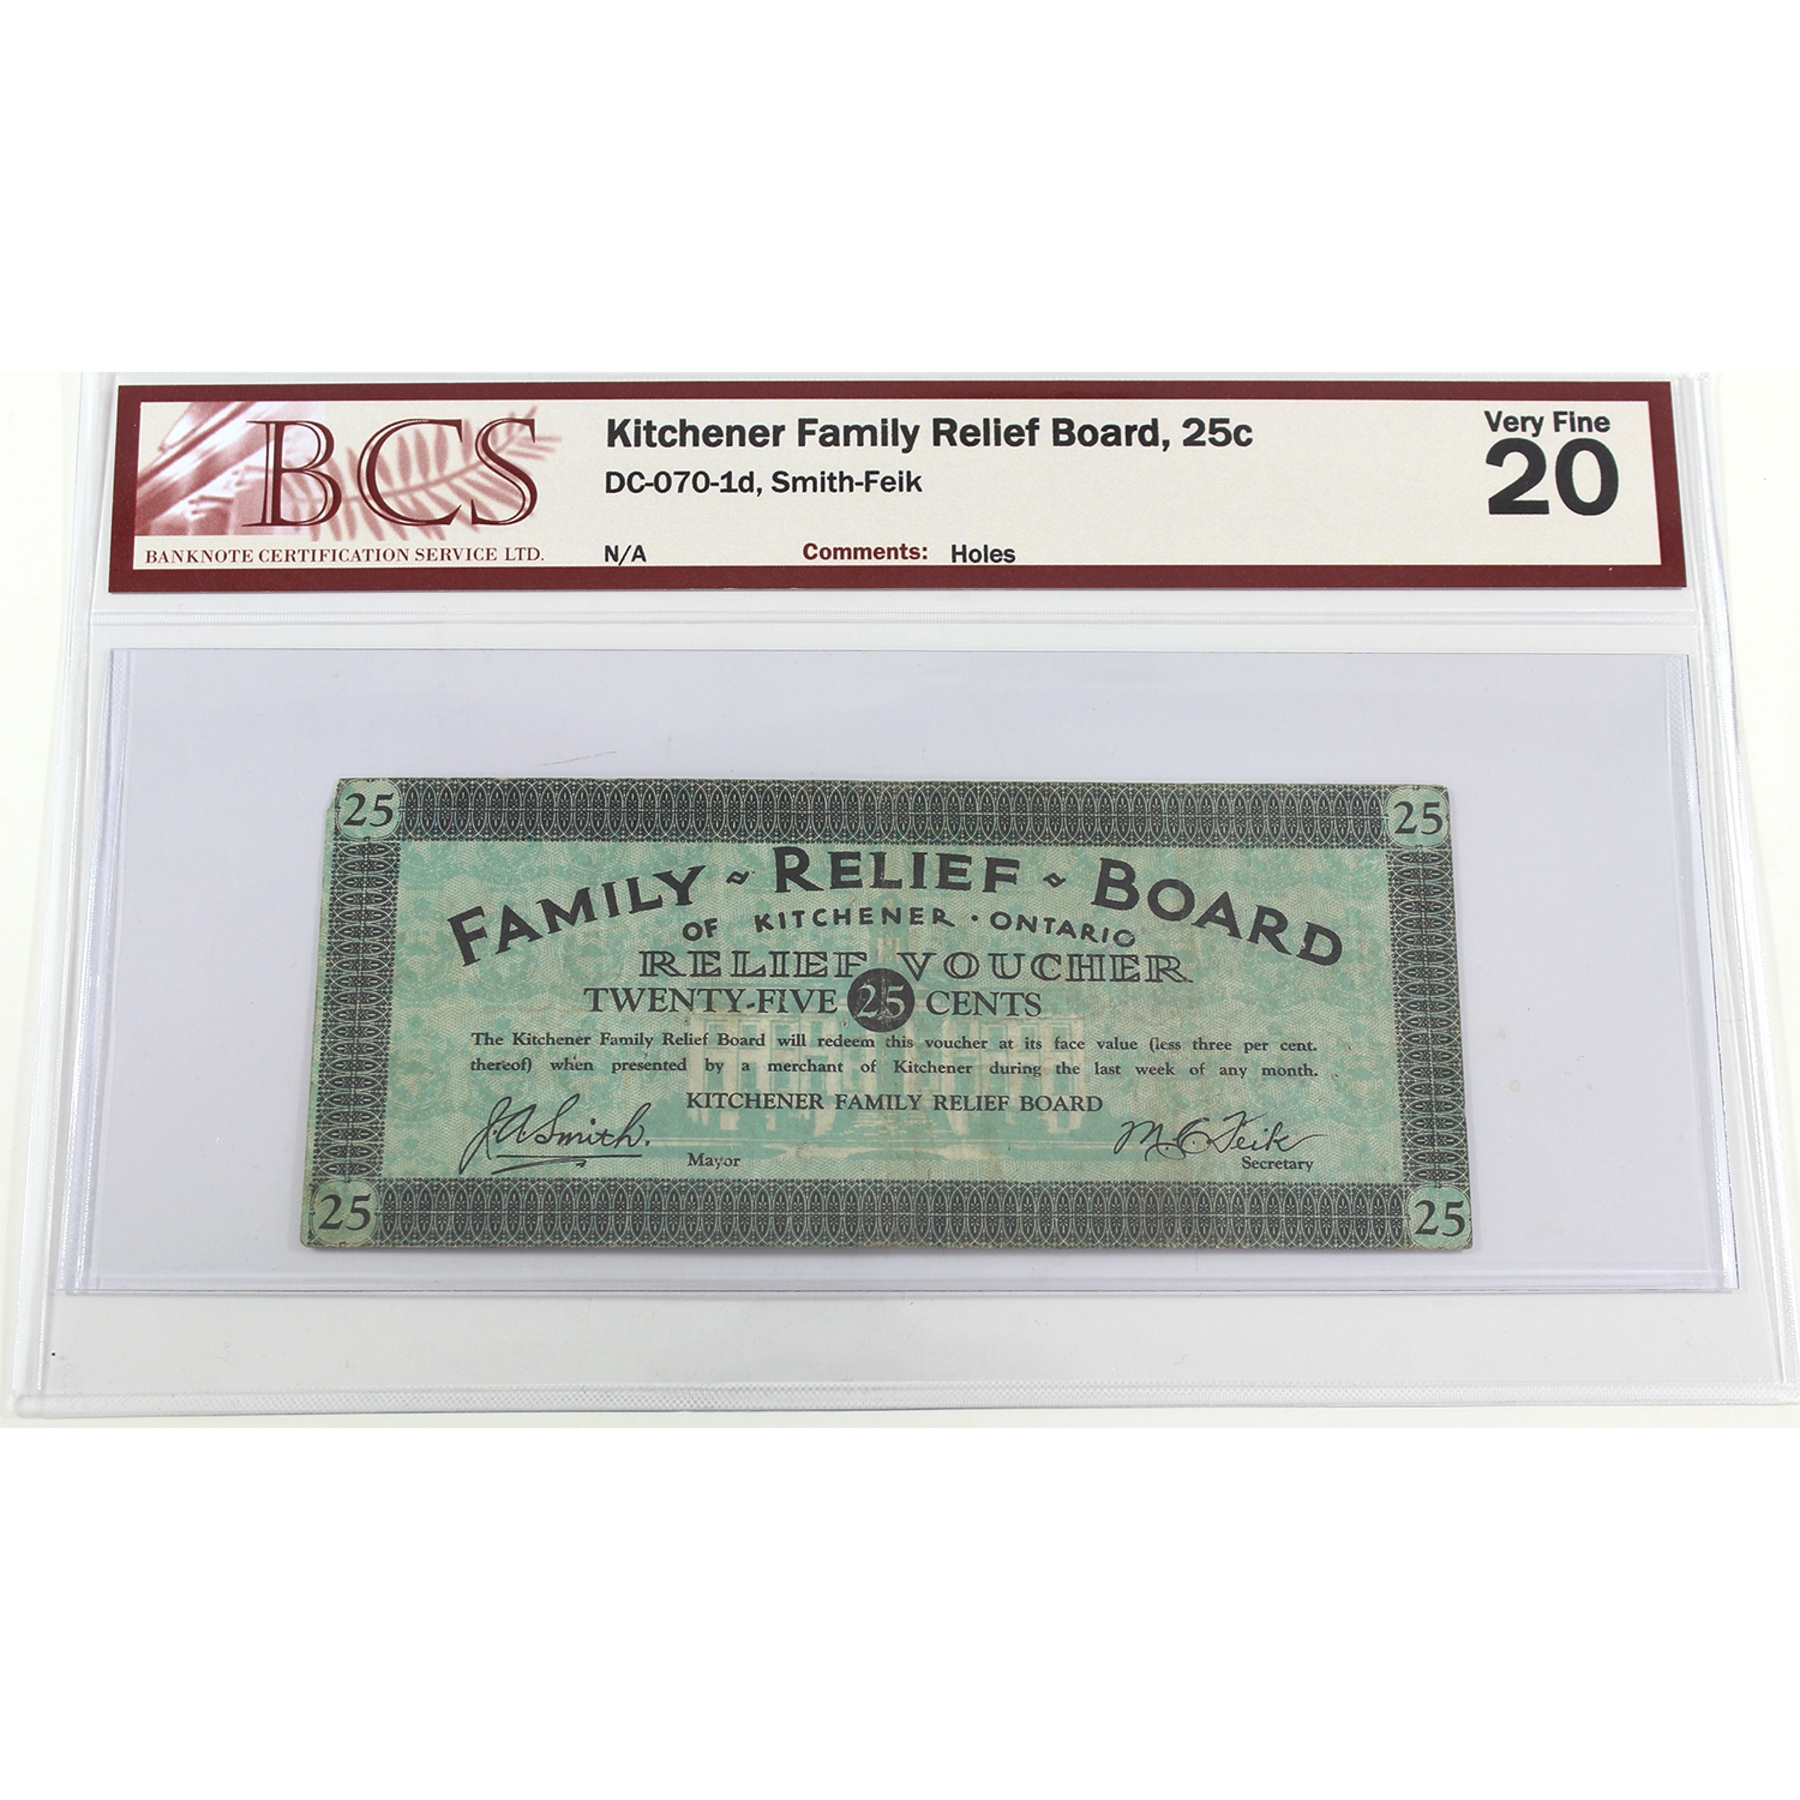 BCS
BANKNOTE CERTIFICATION SERVICE LTD.
Kitchener Family Relief Board, 25c
DC-070-1d, Smith-Feik
N/A Comments: Holes
Very Fine
20
25 25
FAMILY ~ RELIEF ~ BOARD
OF KITCHENER · ONTARIO
RELIEF VOUCHER
TWENTY-FIVE 25 CENTS
The Kitchener Family Relief Board will redeem this voucher at its face value (less three per cent.
thereof) when presented by a merchant of Kitchener during the last week of any month.
KITCHENER FAMILY RELIEF BOARD
J.A. Smith. M. C. Feik
Mayor Secretary
25 25